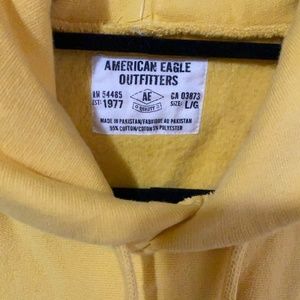 AMERICAN EAGLE
OUTFITTERS
RN 54485 AE CA 03873
EST: 1977 QUALITY SIZE: L/G
MADE IN PAKISTAN/FABRIQUÉ AU PAKISTAN
95% COTTON/COTON 5% POLYESTER